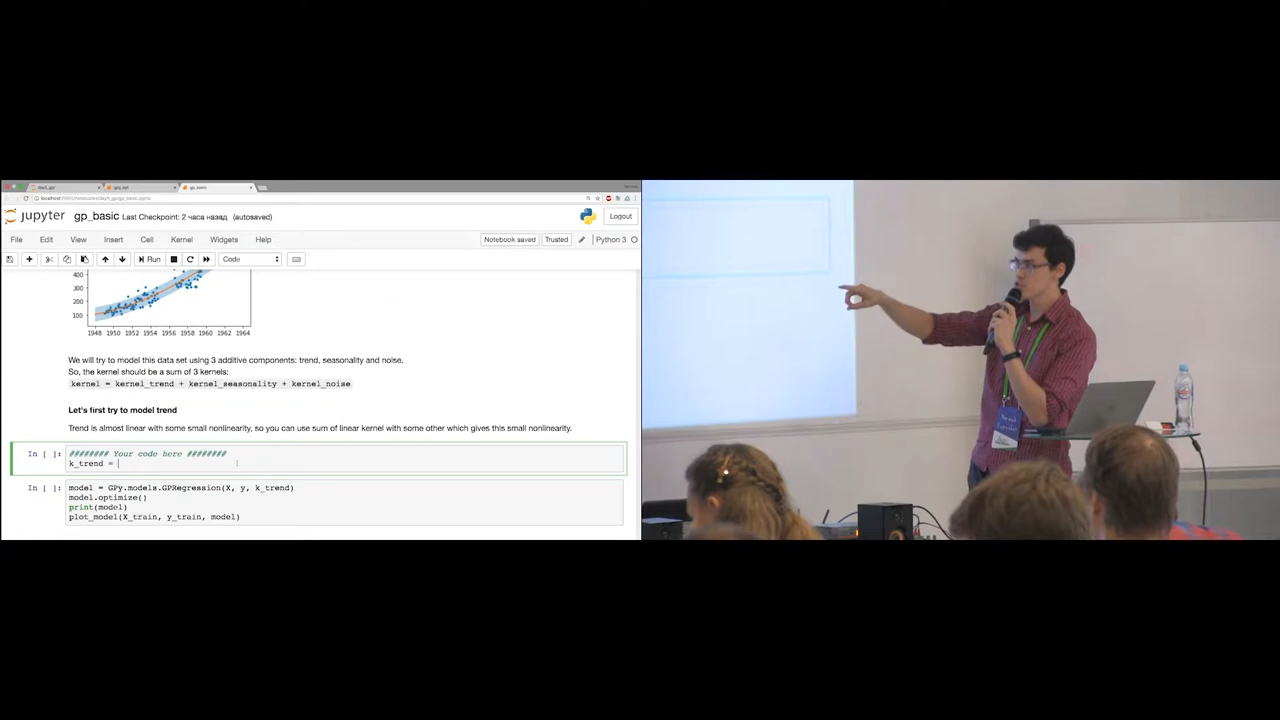 gp_basic
jupyter gp_basic Last Checkpoint: 2 часа назад (autosaved)
Logout
File Edit View Insert Cell Kernel Widgets Help
Notebook saved Trusted Python 3
Run Code
400
300
200
100
1948 1950 1952 1954 1956 1958 1960 1962 1964
We will try to model this data set using 3 additive components: trend, seasonality and noise.
So, the kernel should be a sum of 3 kernels:
kernel = kernel_trend + kernel_seasonality + kernel_noise
Let's first try to model trend
Trend is almost linear with some small nonlinearity, so you can use sum of linear kernel with some other which gives this small nonlinearity.
In [ ]: ######## Your code here ########
k_trend =
In [ ]: model = GPy.models.GPRegression(X, y, k_trend)
model.optimize()
print(model)
plot_model(X_train, y_train, model)